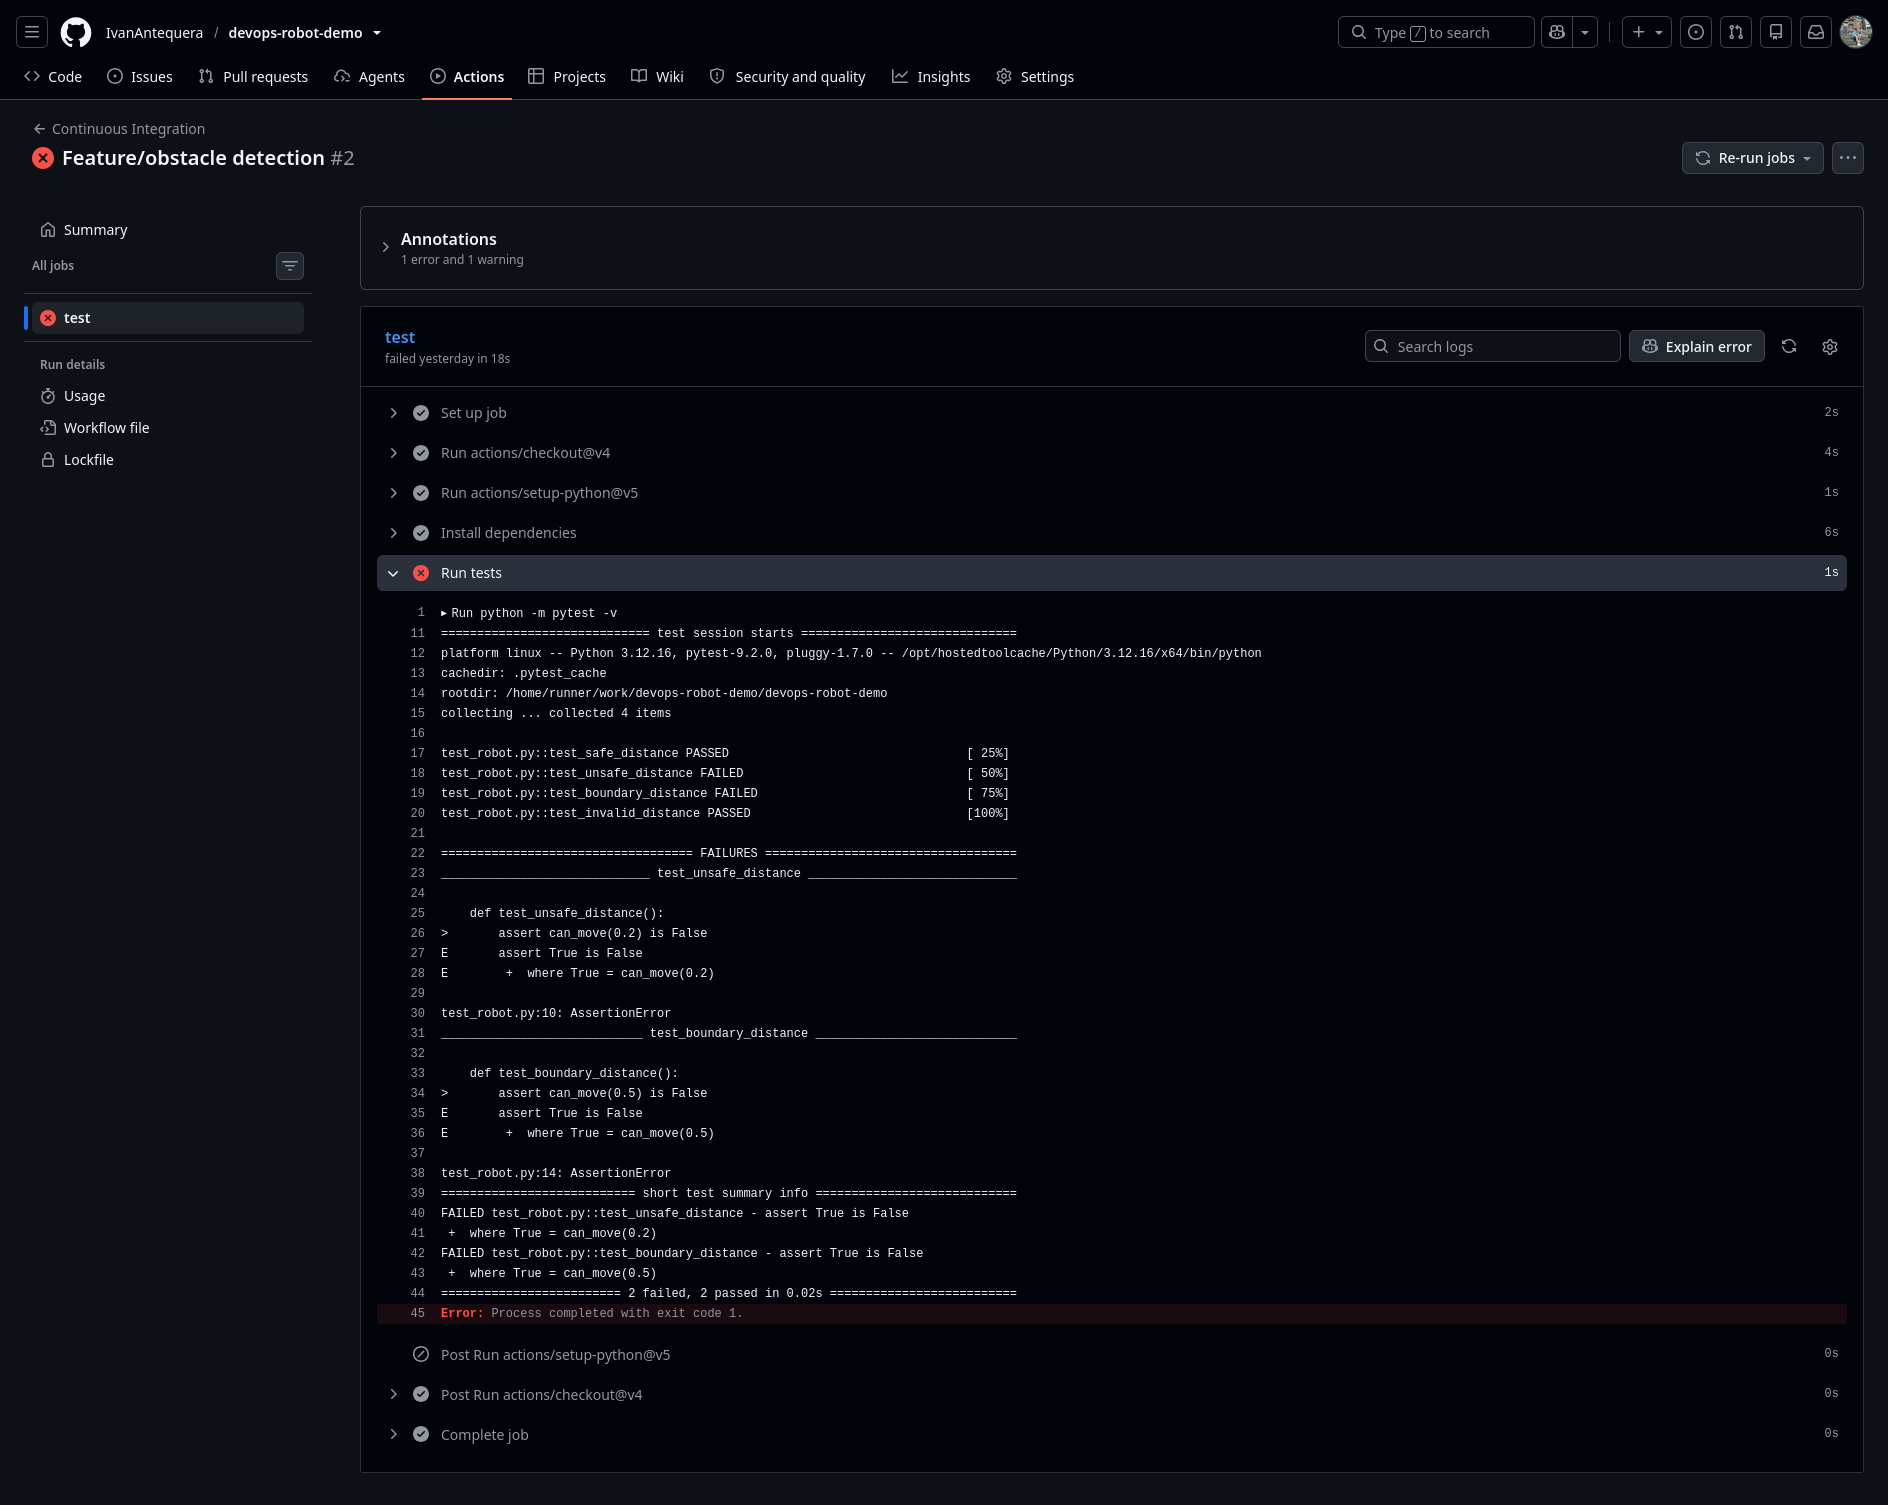 IvanAntequera / devops-robot-demo
Type / to search
Code Issues Pull requests Agents Actions Projects Wiki Security and quality Insights Settings
Continuous Integration
Feature/obstacle detection #2
Re-run jobs
Summary
All jobs
test
Run details
Usage
Workflow file
Lockfile
Annotations
1 error and 1 warning
test
failed yesterday in 18s
Search logs
Explain error
Set up job 2s
Run actions/checkout@v4 4s
Run actions/setup-python@v5 1s
Install dependencies 6s
Run tests 1s
1 ▸ Run python -m pytest -v
11 ============================= test session starts ==============================
12 platform linux -- Python 3.12.16, pytest-9.2.0, pluggy-1.7.0 -- /opt/hostedtoolcache/Python/3.12.16/x64/bin/python
13 cachedir: .pytest_cache
14 rootdir: /home/runner/work/devops-robot-demo/devops-robot-demo
15 collecting ... collected 4 items
16
17 test_robot.py::test_safe_distance PASSED [ 25%]
18 test_robot.py::test_unsafe_distance FAILED [ 50%]
19 test_robot.py::test_boundary_distance FAILED [ 75%]
20 test_robot.py::test_invalid_distance PASSED [100%]
21
22 =================================== FAILURES ===================================
23 _____________________________ test_unsafe_distance _____________________________
24
25 def test_unsafe_distance():
26 > assert can_move(0.2) is False
27 E assert True is False
28 E + where True = can_move(0.2)
29
30 test_robot.py:10: AssertionError
31 ____________________________ test_boundary_distance ____________________________
32
33 def test_boundary_distance():
34 > assert can_move(0.5) is False
35 E assert True is False
36 E + where True = can_move(0.5)
37
38 test_robot.py:14: AssertionError
39 =========================== short test summary info ============================
40 FAILED test_robot.py::test_unsafe_distance - assert True is False
41 + where True = can_move(0.2)
42 FAILED test_robot.py::test_boundary_distance - assert True is False
43 + where True = can_move(0.5)
44 ========================= 2 failed, 2 passed in 0.02s ==========================
45 Error: Process completed with exit code 1.
Post Run actions/setup-python@v5 0s
Post Run actions/checkout@v4 0s
Complete job 0s